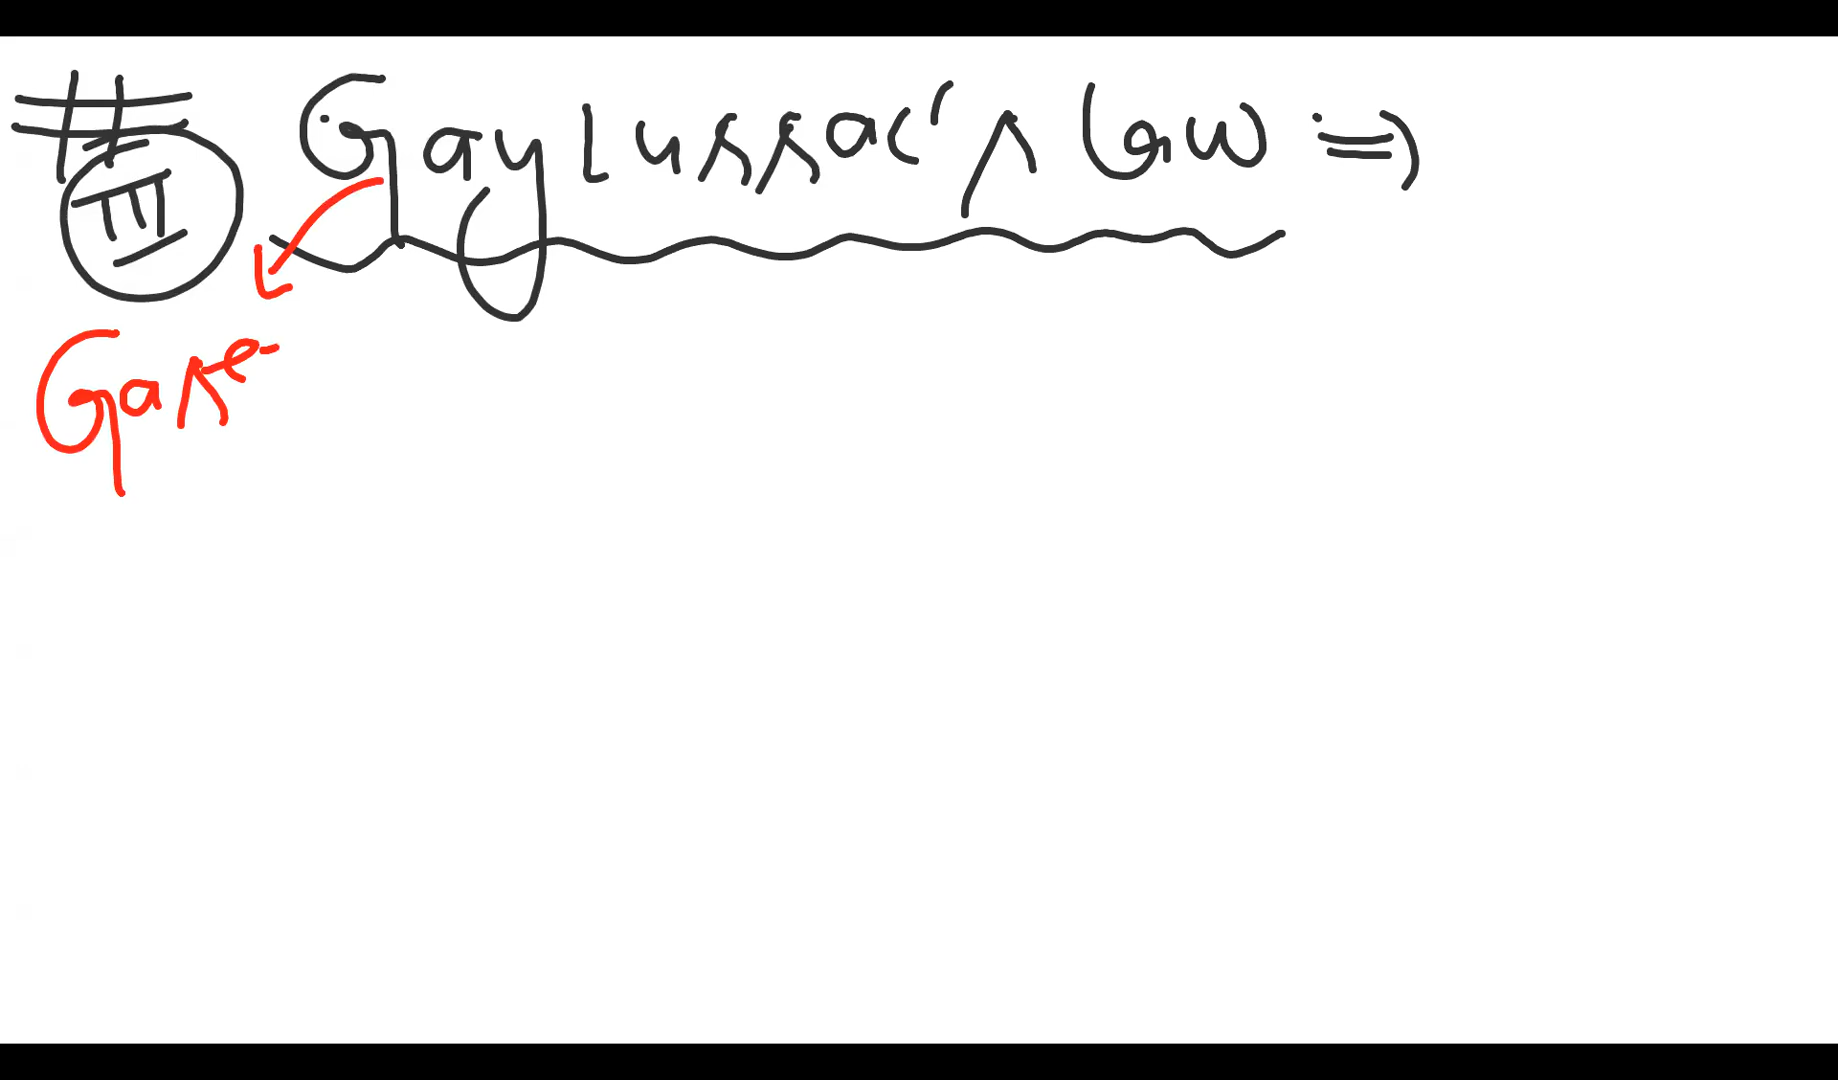 # III Gay Lussac's Law :⇒
Gase-